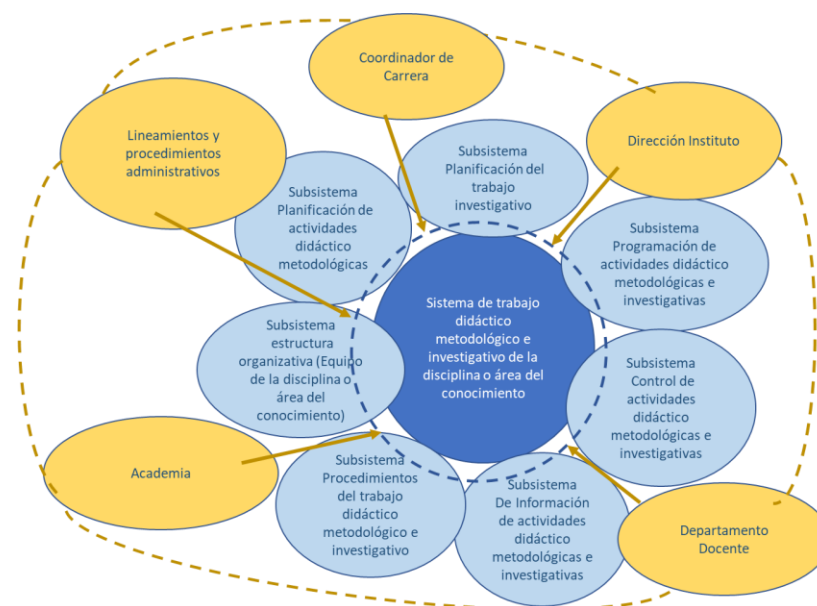 Coordinador de
Carrera
Lineamientos y
procedimientos
administrativos
Dirección Instituto
Subsistema
Planificación del
trabajo
investigativo
Subsistema
Planificación de
actividades
didáctico
metodológicas
Subsistema
Programación de
actividades didáctico
metodológicas e
investigativas
Sistema de trabajo
didáctico
metodológico e
investigativo de la
disciplina o área del
conocimiento
Subsistema
estructura
organizativa (Equipo
de la disciplina o
área del
conocimiento)
Subsistema
Control de
actividades
didáctico
metodológicas e
investigativas
Academia
Subsistema
Procedimientos
del trabajo
didáctico
metodológico e
investigativo
Subsistema
De Información
de actividades
didáctico
metodológicas e
investigativas
Departamento
Docente